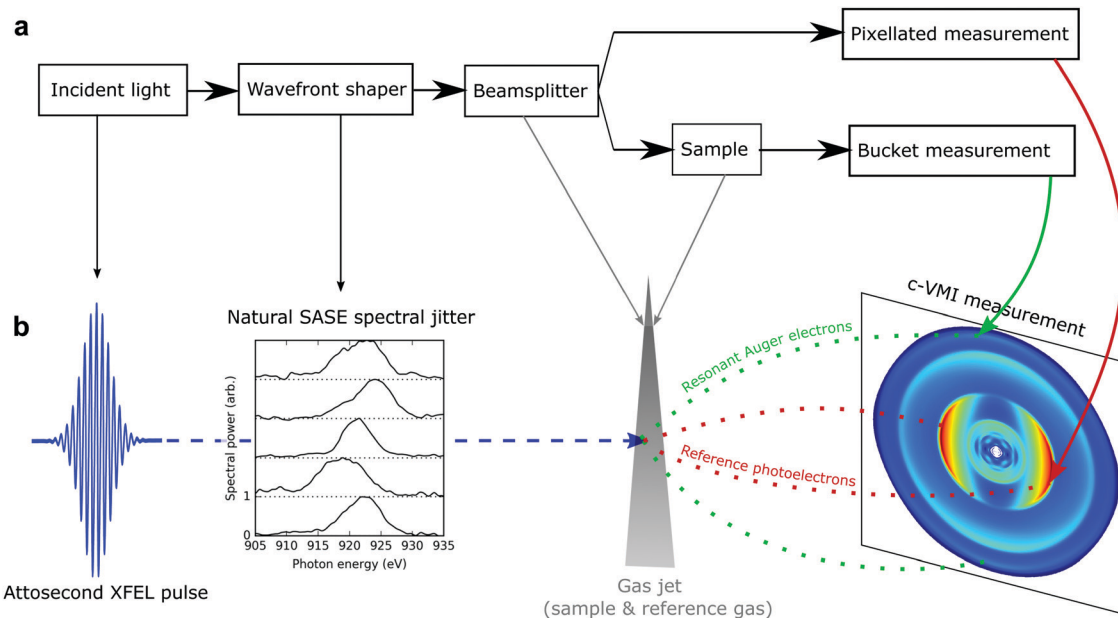 a
Pixellated measurement
Incident light
Wavefront shaper
Beamsplitter
Sample
Bucket measurement
b
Natural SASE spectral jitter
c-VMI measurement
Resonant Auger electrons
Reference photoelectrons
Spectral power (arb.)
1
0
905 910 915 920 925 930 935
Photon energy (eV)
Attosecond XFEL pulse
Gas jet
(sample & reference gas)